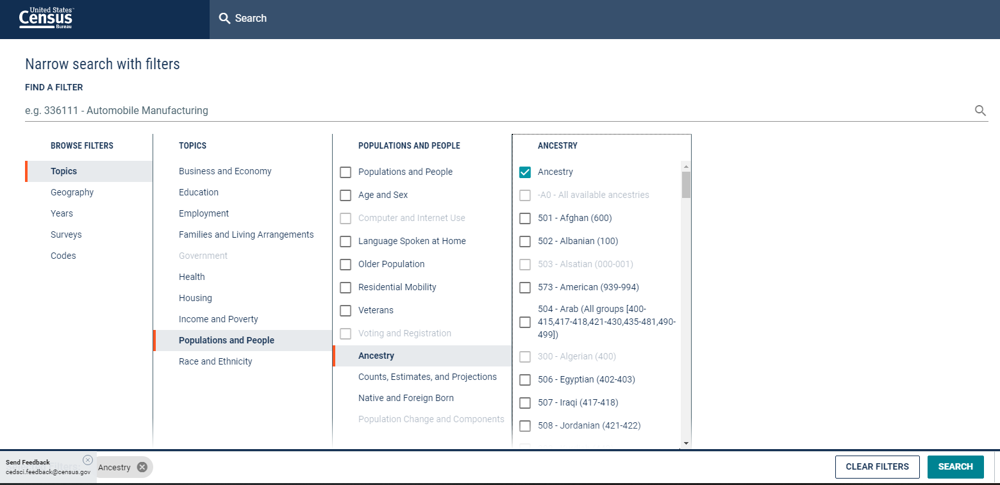 United States™
Census
Bureau
Search
Narrow search with filters
FIND A FILTER
e.g. 336111 - Automobile Manufacturing
BROWSE FILTERS
Topics
Geography
Years
Surveys
Codes
TOPICS
Business and Economy
Education
Employment
Families and Living Arrangements
Government
Health
Housing
Income and Poverty
Populations and People
Race and Ethnicity
POPULATIONS AND PEOPLE
Populations and People
Age and Sex
Computer and Internet Use
Language Spoken at Home
Older Population
Residential Mobility
Veterans
Voting and Registration
Ancestry
Counts, Estimates, and Projections
Native and Foreign Born
Population Change and Components
ANCESTRY
Ancestry
-A0 - All available ancestries
501 - Afghan (600)
502 - Albanian (100)
503 - Alsatian (000-001)
573 - American (939-994)
504 - Arab (All groups [400-
415,417-418,421-430,435-481,490-
499])
300 - Algerian (400)
506 - Egyptian (402-403)
507 - Iraqi (417-418)
508 - Jordanian (421-422)
Send Feedback
cedsci.feedback@census.gov
Ancestry
CLEAR FILTERS
SEARCH